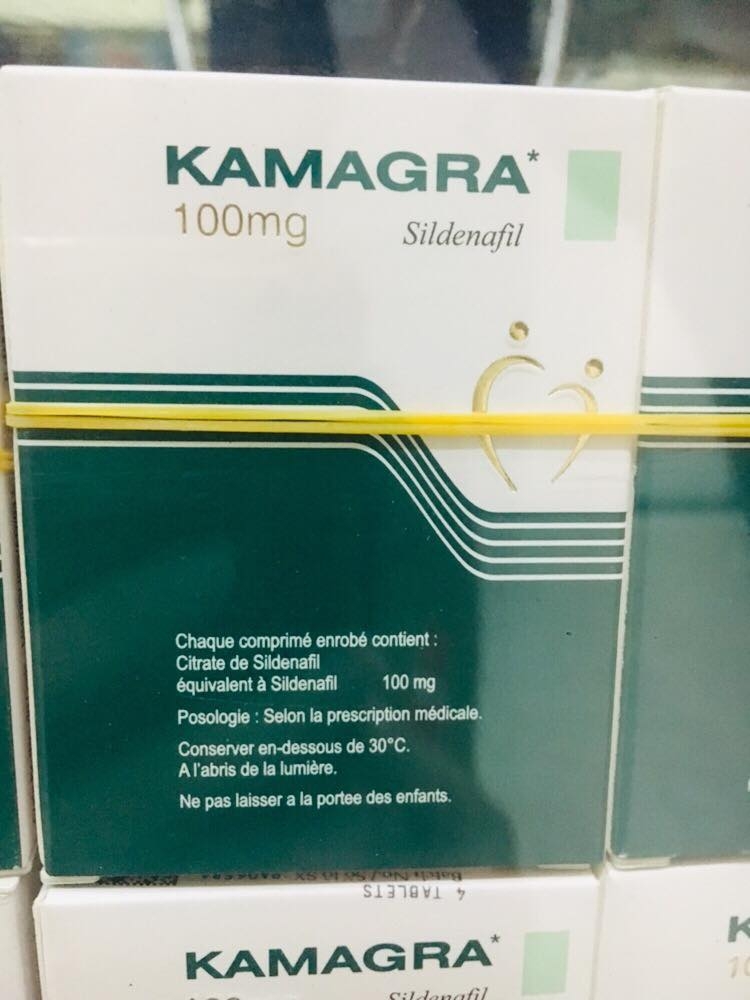 KAMAGRA*
100mg
Sildenafil
Chaque comprimé enrobé contient :
Citrate de Sildenafil
équivalent à Sildenafil 100 mg
Posologie : Selon la prescription médicale.
Conserver en-dessous de 30°C.
A l'abris de la lumière.
Ne pas laisser a la portee des enfants.
4 TABLETS
KAMAGRA*
Sildenafil
K